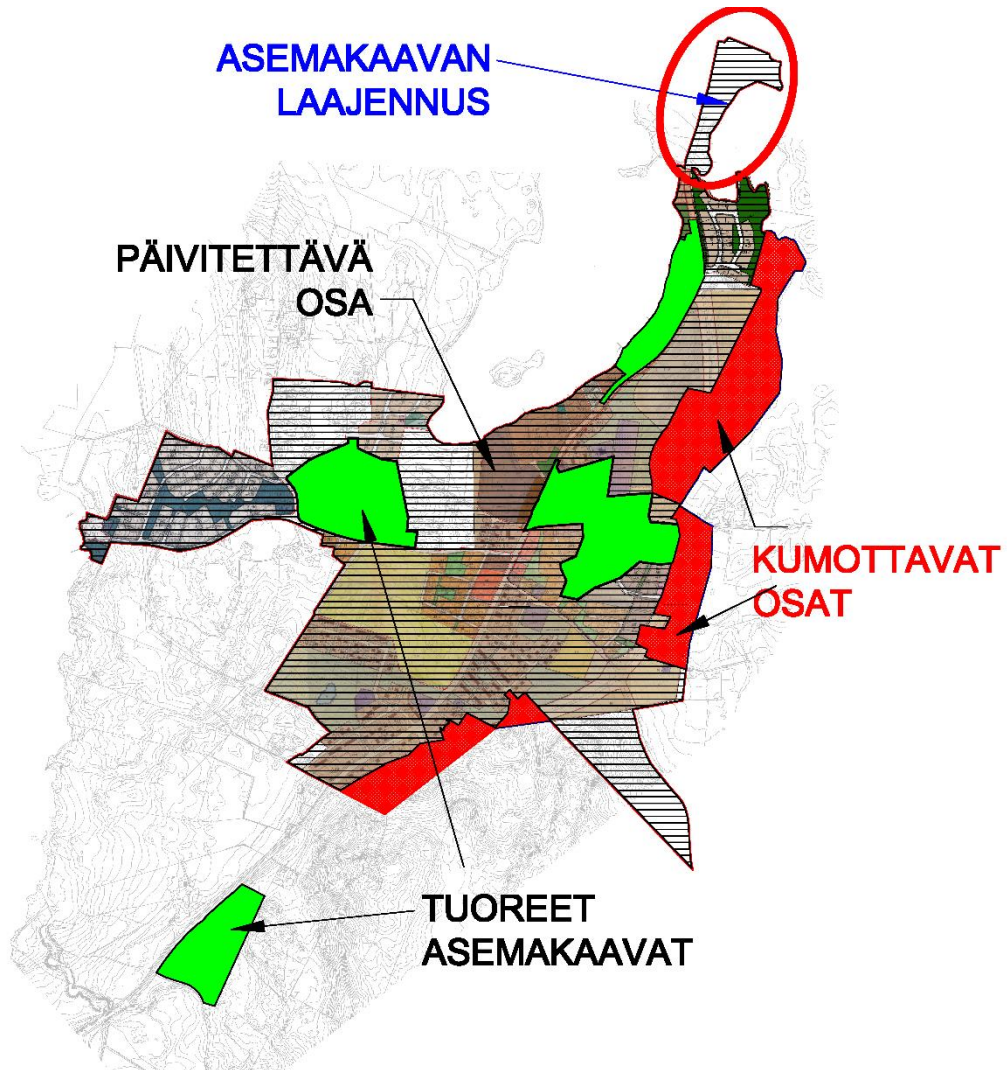 ASEMAKAAVAN
LAAJENNUS
PÄIVITETTÄVÄ
OSA
KUMOTTAVAT
OSAT
TUOREET
ASEMAKAAVAT